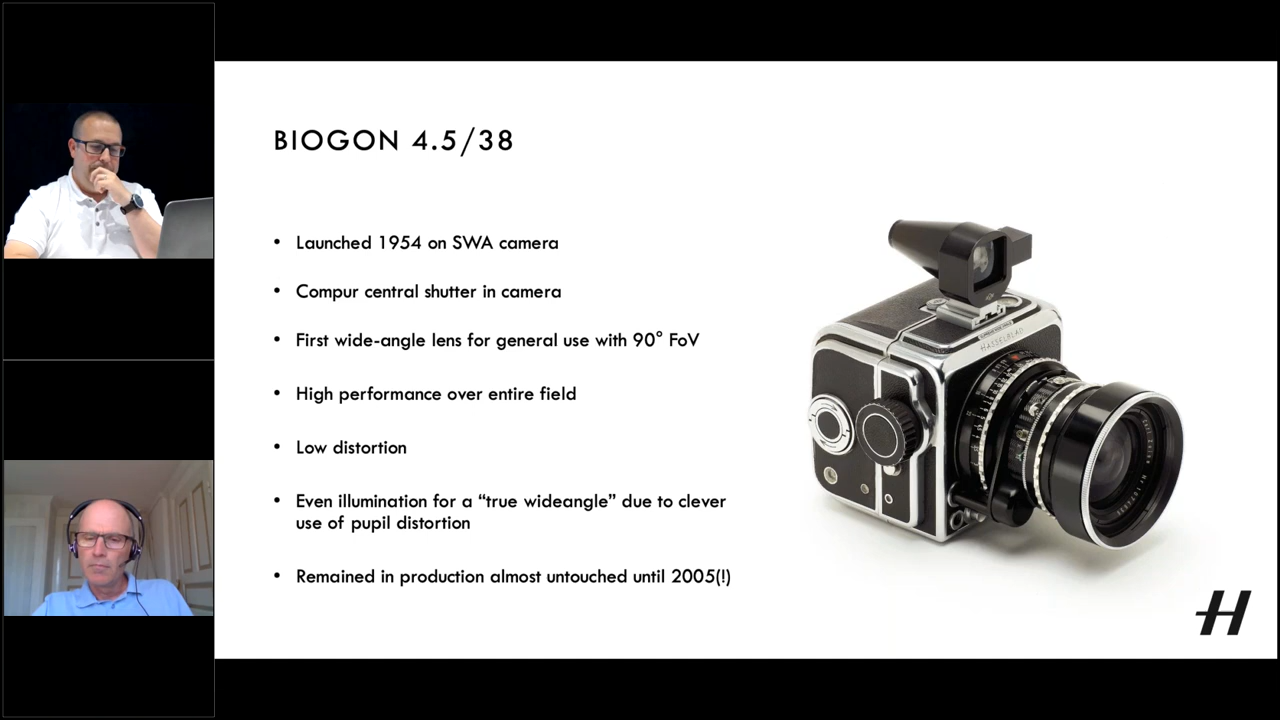 BIOGON 4.5/38
• Launched 1954 on SWA camera
• Compur central shutter in camera
• First wide-angle lens for general use with 90° FoV
• High performance over entire field
• Low distortion
• Even illumination for a “true wideangle” due to clever
use of pupil distortion
• Remained in production almost untouched until 2005(!)
HASSELBLAD
H